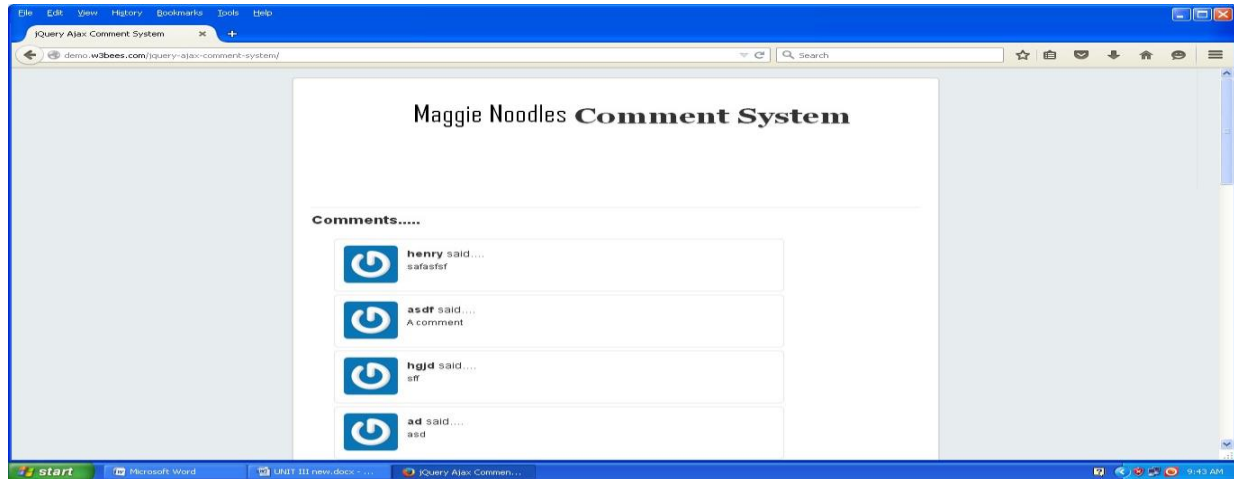 File Edit View History Bookmarks Tools Help
jQuery Ajax Comment System × +
demo.w3bees.com/jquery-ajax-comment-system/ Search
Maggie Noodles Comment System
Comments.....
henry said....
safasfsf
asdf said....
A comment
hgjd said....
sff
ad said....
asd
start Microsoft Word UNIT III new.docx - ... jQuery Ajax Commen... 9:43 AM